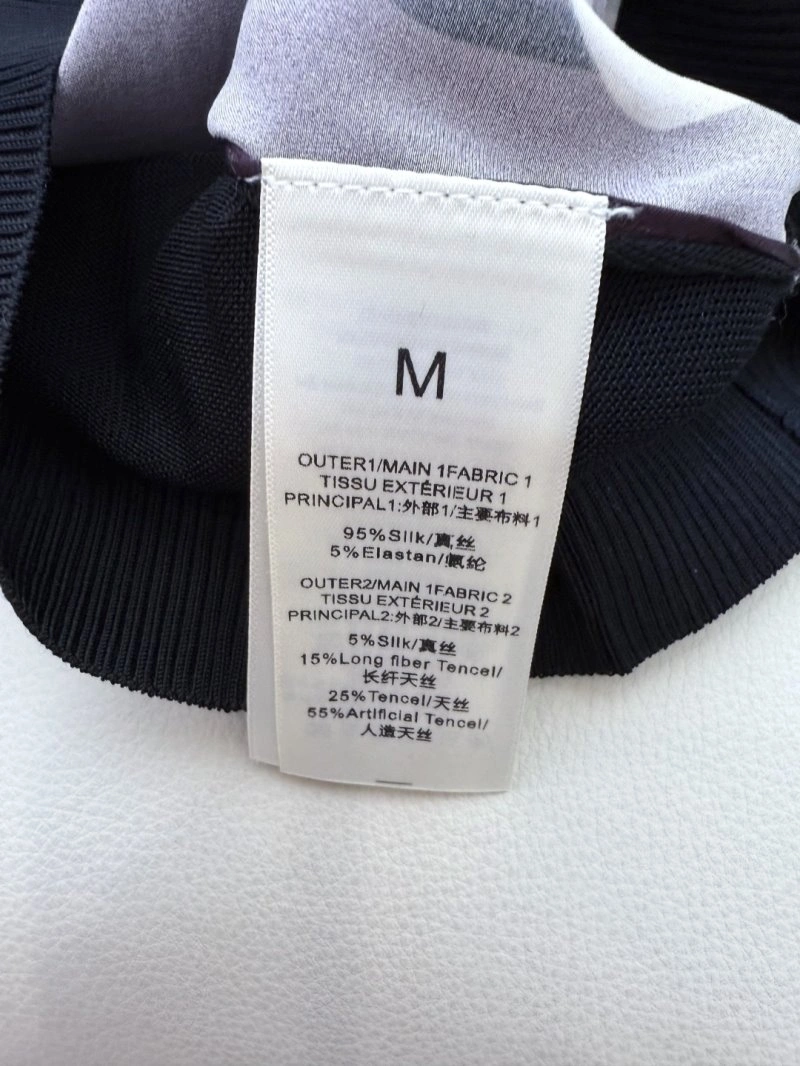 M
OUTER1/MAIN 1FABRIC 1
TISSU EXTÉRIEUR 1
PRINCIPAL1:外部1/主要布料1
95%Silk/真丝
5%Elastan/氨纶
OUTER2/MAIN 1FABRIC 2
TISSU EXTÉRIEUR 2
PRINCIPAL2:外部2/主要布料2
5%Silk/真丝
15%Long fiber Tencel/
长纤天丝
25%Tencel/天丝
55%Artificial Tencel/
人造天丝